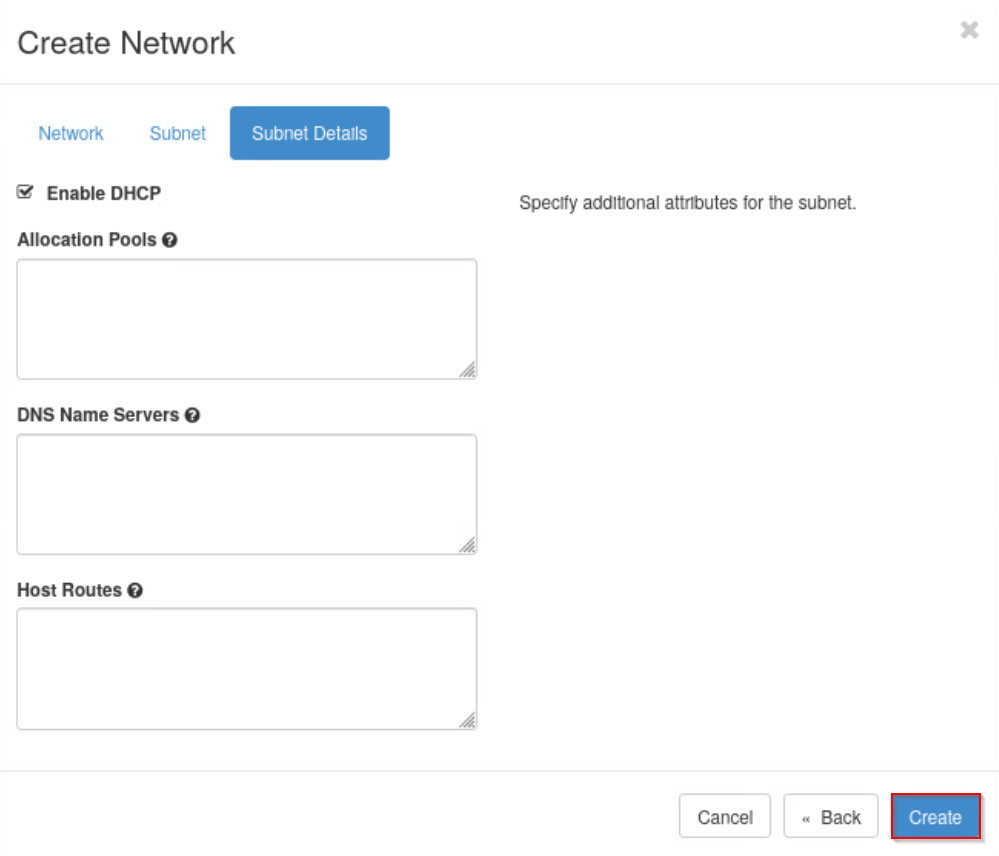 Create Network
×
Network Subnet Subnet Details
Enable DHCP
Specify additional attributes for the subnet.
Allocation Pools ?
DNS Name Servers ?
Host Routes ?
Cancel « Back Create